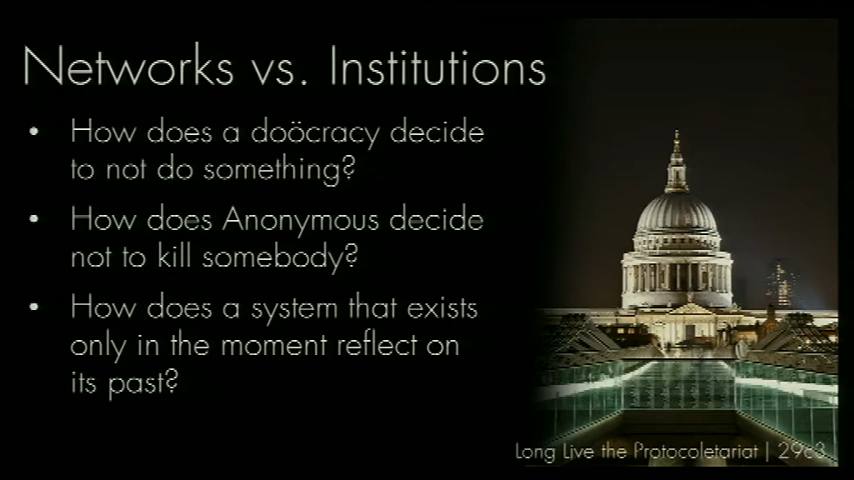 Networks vs. Institutions
• How does a doöcracy decide
to not do something?
• How does Anonymous decide
not to kill somebody?
• How does a system that exists
only in the moment reflect on
its past?
Long Live the Protocoletariat | 29c3